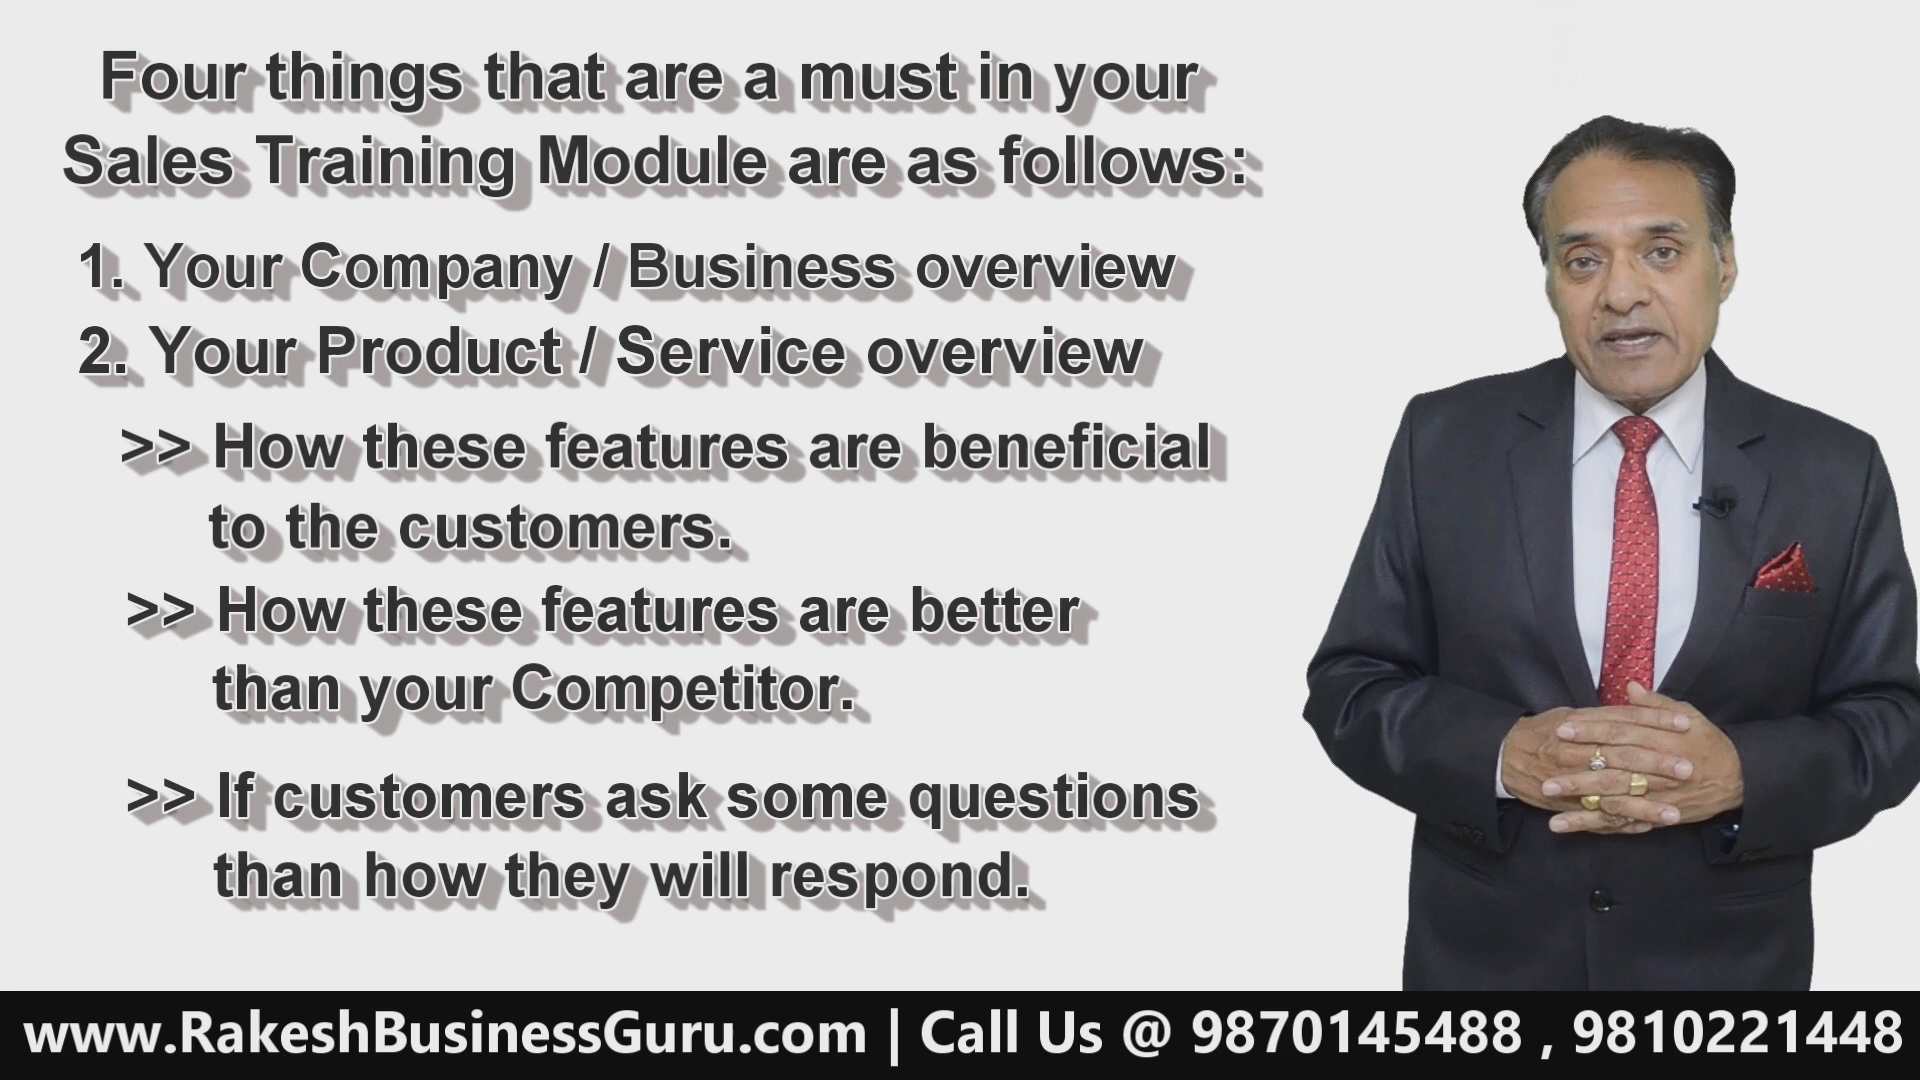 Four things that are a must in your
Sales Training Module are as follows:
1. Your Company / Business overview
2. Your Product / Service overview
>> How these features are beneficial
to the customers.
>> How these features are better
than your Competitor.
>> If customers ask some questions
than how they will respond.
www.RakeshBusinessGuru.com | Call Us @ 9870145488 , 9810221448